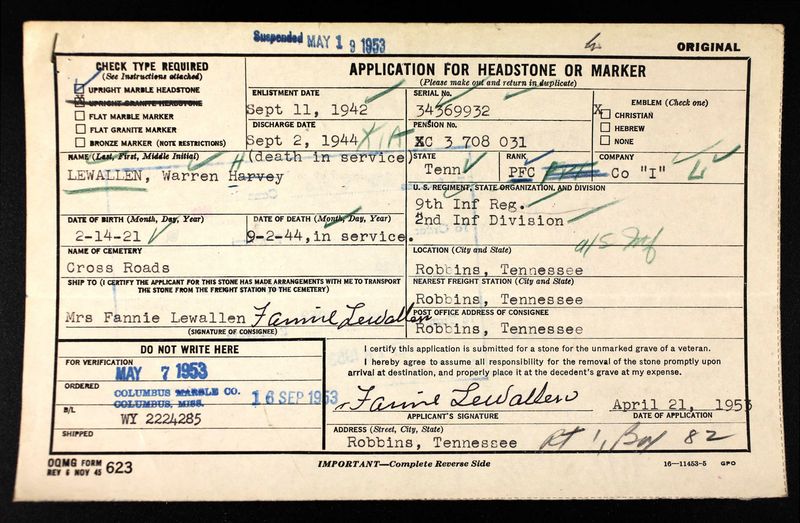 Suspended MAY 19 1953
ORIGINAL
CHECK TYPE REQUIRED
(See Instructions attached)
UPRIGHT MARBLE HEADSTONE
UPRIGHT GRANITE HEADSTONE
FLAT MARBLE MARKER
FLAT GRANITE MARKER
BRONZE MARKER (NOTE RESTRICTIONS)
APPLICATION FOR HEADSTONE OR MARKER
(Please make out and return in duplicate)
ENLISTMENT DATE
Sept 11, 1942
SERIAL No.
34369932
EMBLEM (Check one)
X CHRISTIAN
HEBREW
NONE
DISCHARGE DATE
Sept 2, 1944 KIA
(death in service)
PENSION No.
XC 3 708 031
NAME (Last, First, Middle Initial)
LEWALLEN, Warren Harvey H
STATE
Tenn
RANK
PFC
COMPANY
Co "I"
U. S. REGIMENT, STATE ORGANIZATION, AND DIVISION
9th Inf Reg.
2nd Inf Division
DATE OF BIRTH (Month, Day, Year)
2-14-21
DATE OF DEATH (Month, Day, Year)
9-2-44, in service.
NAME OF CEMETERY
Cross Roads
LOCATION (City and State)
Robbins, Tennessee
SHIP TO (I CERTIFY THE APPLICANT FOR THIS STONE HAS MADE ARRANGEMENTS WITH ME TO TRANSPORT
THE STONE FROM THE FREIGHT STATION TO THE CEMETERY)
NEAREST FREIGHT STATION (City and State)
Robbins, Tennessee
Mrs Fannie Lewallen Fannie Lewallen
(SIGNATURE OF CONSIGNEE)
POST OFFICE ADDRESS OF CONSIGNEE
Robbins, Tennessee
DO NOT WRITE HERE
FOR VERIFICATION
MAY 7 1953
ORDERED
COLUMBUS MARBLE CO.
COLUMBUS, MISS.
16 SEP 1953
B/L
WY 2224285
SHIPPED
I certify this application is submitted for a stone for the unmarked grave of a veteran.
I hereby agree to assume all responsibility for the removal of the stone promptly upon
arrival at destination, and properly place it at the decedent's grave at my expense.
Fannie Lewallen
APPLICANT'S SIGNATURE
April 21, 1953
DATE OF APPLICATION
ADDRESS (Street, City, State)
Robbins, Tennessee Rt 1, Box 82
OQMG FORM
REV 6 NOV 45 623
IMPORTANT—Complete Reverse Side
16—11453-5 GPO